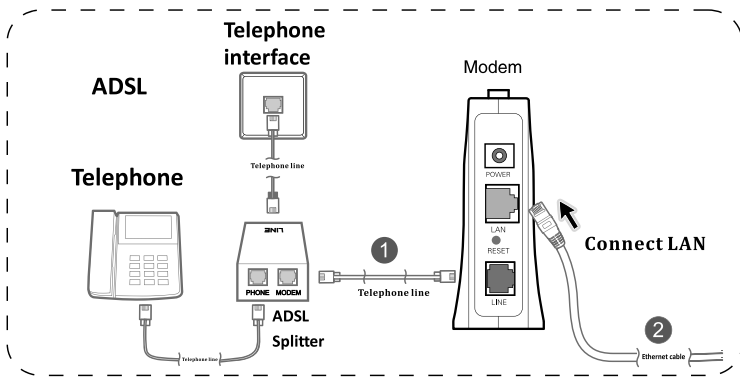 Telephone
interface
ADSL
Modem
Telephone line
Telephone
POWER
LAN
RESET
LINE
Connect LAN
LINE
PHONE MODEM
1
Telephone line
ADSL
Splitter
Telephone line
2
Ethernet cable